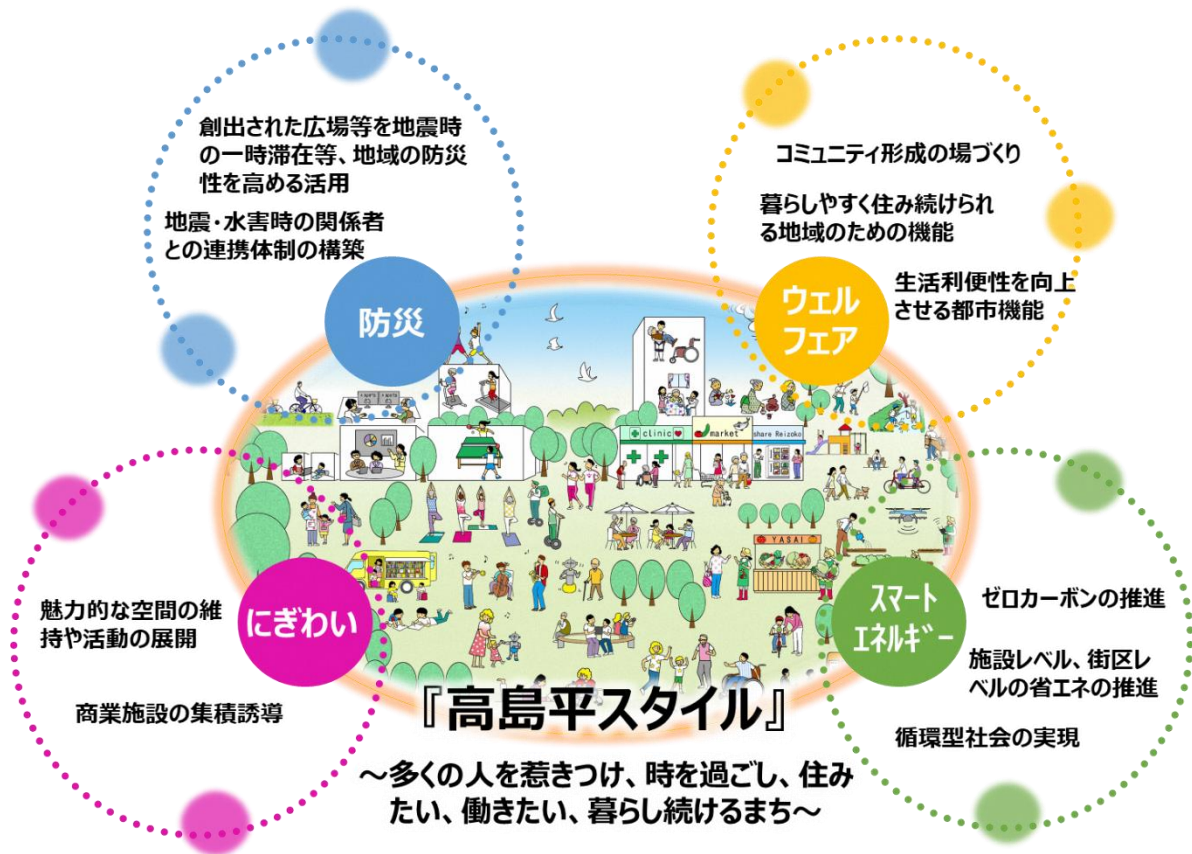 創出された広場等を地震時
の一時滞在等、地域の防災
性を高める活用
地震・水害時の関係者
との連携体制の構築
防災
コミュニティ形成の場づくり
暮らしやすく住み続けられ
る地域のための機能
生活利便性を向上
させる都市機能
ウェル
フェア
clinic
market
share Reizoko
YASAI
にぎわい
魅力的な空間の維
持や活動の展開
商業施設の集積誘導
スマート
エネルギー
ゼロカーボンの推進
施設レベル、街区レ
ベルの省エネの推進
循環型社会の実現
『高島平スタイル』
～多くの人を惹きつけ、時を過ごし、住み
たい、働きたい、暮らし続けるまち～